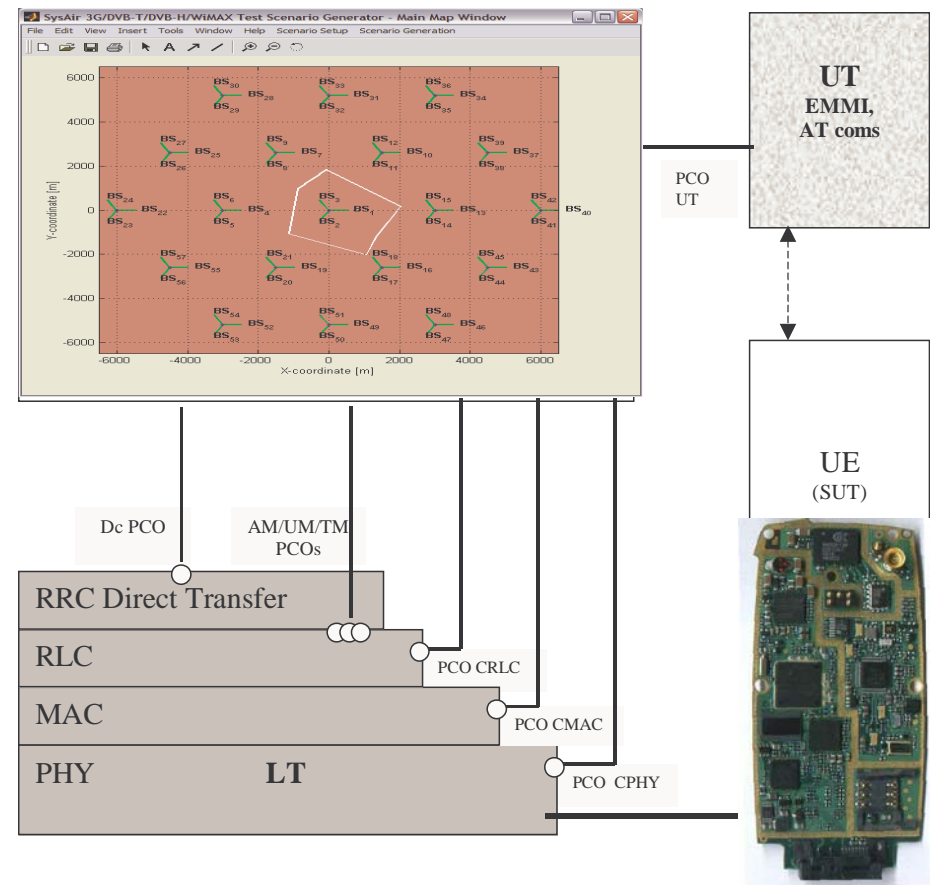 SysAir 3G/DVB-T/DVB-H/WiMAX Test Scenario Generator - Main Map Window
File Edit View Insert Tools Window Help Scenario Setup Scenario Generation
6000
4000
2000
0
-2000
-4000
-6000
Y-coordinate [m]
BS30
BS28
BS29
BS33
BS31
BS32
BS36
BS34
BS35
BS27
BS25
BS26
BS9
BS7
BS8
BS12
BS10
BS11
BS39
BS37
BS38
BS24
BS22
BS23
BS6
BS4
BS5
BS3
BS1
BS2
BS15
BS13
BS14
BS42
BS40
BS41
BS57
BS55
BS56
BS21
BS19
BS20
BS18
BS16
BS17
BS45
BS43
BS44
BS54
BS52
BS53
BS51
BS49
BS50
BS48
BS46
BS47
-6000 -4000 -2000 0 2000 4000 6000
X-coordinate [m]
UT
EMMI,
AT coms
PCO
UT
UE
(SUT)
Dc PCO
AM/UM/TM
PCOs
RRC Direct Transfer
RLC
PCO CRLC
MAC
PCO CMAC
PHY LT
PCO CPHY